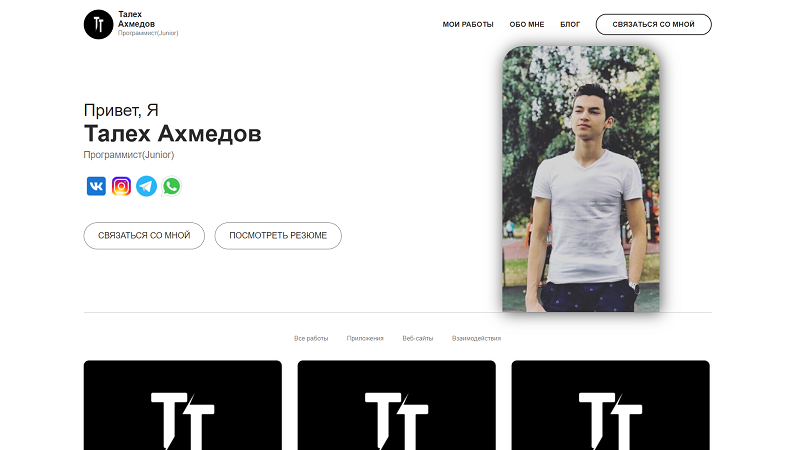 Талех
Ахмедов
Программист(Junior)
МОИ РАБОТЫ ОБО МНЕ БЛОГ СВЯЗАТЬСЯ СО МНОЙ
Привет, Я
Талех Ахмедов
Программист(Junior)
СВЯЗАТЬСЯ СО МНОЙ ПОСМОТРЕТЬ РЕЗЮМЕ
Все работы Приложения Веб-сайты Взаимодействия